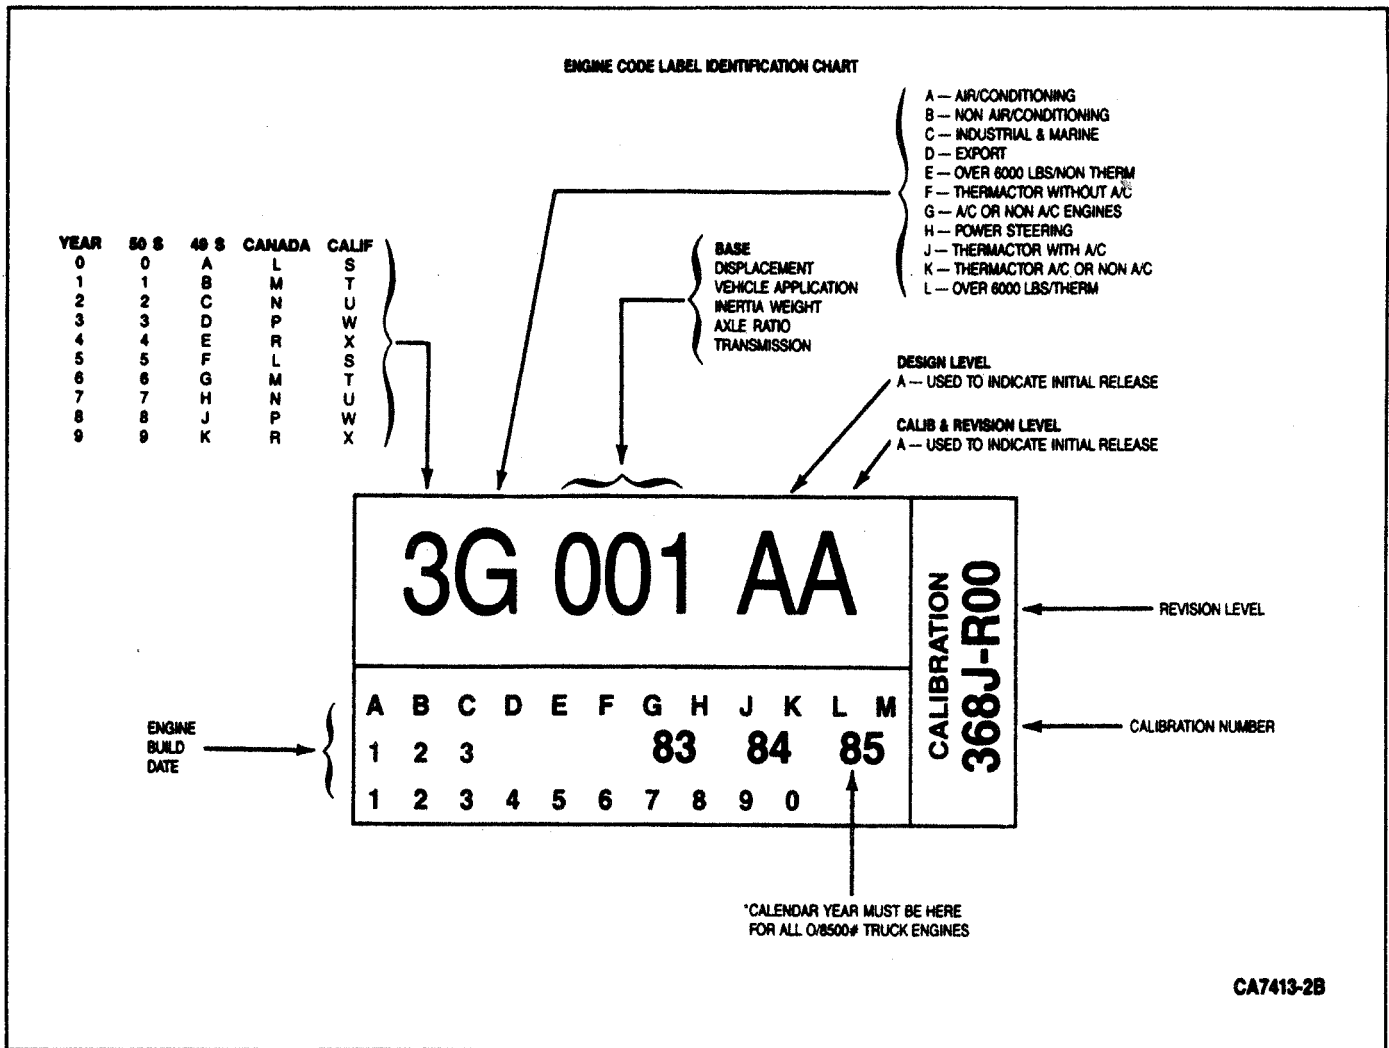 ENGINE CODE LABEL IDENTIFICATION CHART
A — AIR/CONDITIONING
B — NON AIR/CONDITIONING
C — INDUSTRIAL & MARINE
D — EXPORT
E — OVER 6000 LBS/NON THERM
F — THERMACTOR WITHOUT A/C
G — A/C OR NON A/C ENGINES
H — POWER STEERING
J — THERMACTOR WITH A/C
K — THERMACTOR A/C OR NON A/C
L — OVER 6000 LBS/THERM
YEAR 50 S 49 S CANADA CALIF
0 0 A L S
1 1 B M T
2 2 C N U
3 3 D P W
4 4 E R X
5 5 F L S
6 6 G M T
7 7 H N U
8 8 J P W
9 9 K R X
BASE
DISPLACEMENT
VEHICLE APPLICATION
INERTIA WEIGHT
AXLE RATIO
TRANSMISSION
DESIGN LEVEL
A — USED TO INDICATE INITIAL RELEASE
CALIB & REVISION LEVEL
A — USED TO INDICATE INITIAL RELEASE
3G 001 AA
CALIBRATION
368J-R00
REVISION LEVEL
CALIBRATION NUMBER
ENGINE
BUILD
DATE
A B C D E F G H J K L M
1 2 3 83 84 85
1 2 3 4 5 6 7 8 9 0
*CALENDAR YEAR MUST BE HERE
FOR ALL O/8500# TRUCK ENGINES
CA7413-2B